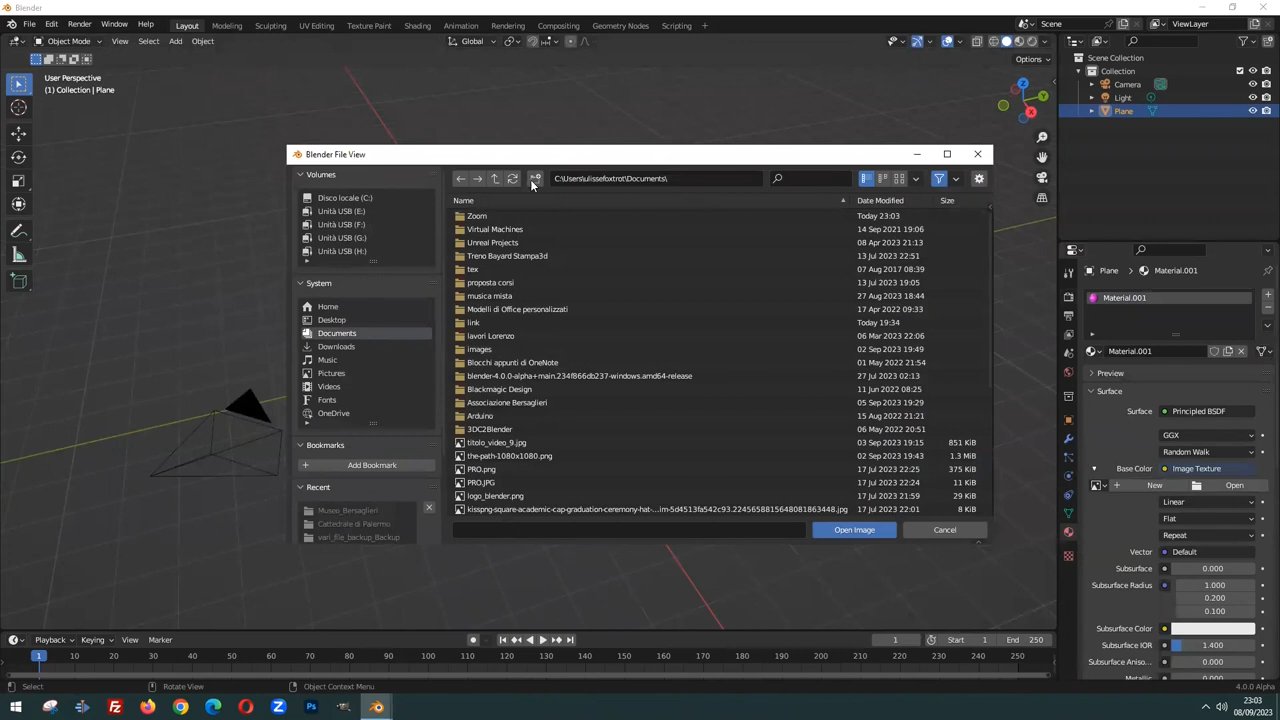 Blender
File Edit Render Window Help Layout Modeling Sculpting UV Editing Texture Paint Shading Animation Rendering Compositing Geometry Nodes Scripting + Scene ViewLayer
Object Mode View Select Add Object Global
Options
User Perspective
(1) Collection | Plane
Scene Collection
Collection
Camera
Light
Plane
Blender File View
Volumes
Disco locale (C:)
Unità USB (E:)
Unità USB (F:)
Unità USB (G:)
Unità USB (H:)
System
Home
Desktop
Documents
Downloads
Music
Pictures
Videos
Fonts
OneDrive
Bookmarks
Add Bookmark
Recent
Museo_Bersaglieri
Cattedrale di Palermo
vari_file_backup_Backup
C:\Users\ulissefoxtrot\Documents\
Name Date Modified Size
Zoom Today 23:03
Virtual Machines 14 Sep 2021 19:06
Unreal Projects 08 Apr 2023 21:13
Treno Bayard Stampa3d 13 Jul 2023 22:51
tex 07 Aug 2017 08:39
proposta corsi 13 Jul 2023 19:05
musica mista 27 Aug 2023 18:44
Modelli di Office personalizzati 17 Apr 2022 09:33
link Today 19:34
lavori Lorenzo 06 Mar 2023 22:06
images 02 Sep 2023 19:49
Blocchi appunti di OneNote 01 May 2022 21:54
blender-4.0.0-alpha+main.234f866db237-windows.amd64-release 27 Jul 2023 02:13
Blackmagic Design 11 Jun 2022 08:25
Associazione Bersaglieri 05 Sep 2023 19:29
Arduino 15 Aug 2022 21:21
3DC2Blender 06 May 2022 20:51
titolo_video_9.jpg 03 Sep 2023 19:15 851 KiB
the-path-1080x1080.png 02 Sep 2023 19:43 1.3 MiB
PRO.png 17 Jul 2023 22:25 375 KiB
PRO.JPG 17 Jul 2023 22:24 11 KiB
logo_blender.png 17 Jul 2023 21:59 29 KiB
kisspng-square-academic-cap-graduation-ceremony-hat-...im-5d4513fa542c93.2245658815648081863448.jpg 17 Jul 2023 22:01 8 KiB
Open Image Cancel
Plane Material.001
Material.001
Material.001
Preview
Surface
Surface Principled BSDF
GGX
Random Walk
Base Color Image Texture
New Open
Linear
Flat
Repeat
Vector Default
Subsurface 0.000
Subsurface Radius 1.000
0.200
0.100
Subsurface Color
Subsurface IOR 1.400
Subsurface Aniso... 0.000
Playback Keying View Marker 1 Start 1 End 250
1 10 20 30 40 50 60 70 80 90 100 110 120 130 140 150 160 170 180 190 200 210 220 230 240 250
Select Rotate View Object Context Menu 4.0.0 Alpha
23:03
08/09/2023